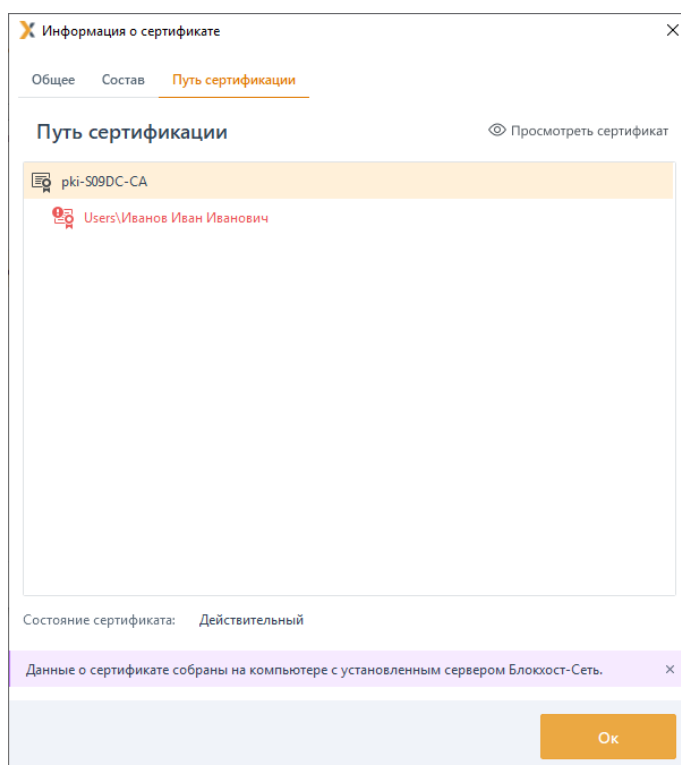 Информация о сертификате
Общее Состав Путь сертификации
Путь сертификации Просмотреть сертификат
pki-S09DC-CA
Users\Иванов Иван Иванович
Состояние сертификата: Действительный
Данные о сертификате собраны на компьютере с установленным сервером Блокхост-Сеть.
Ок